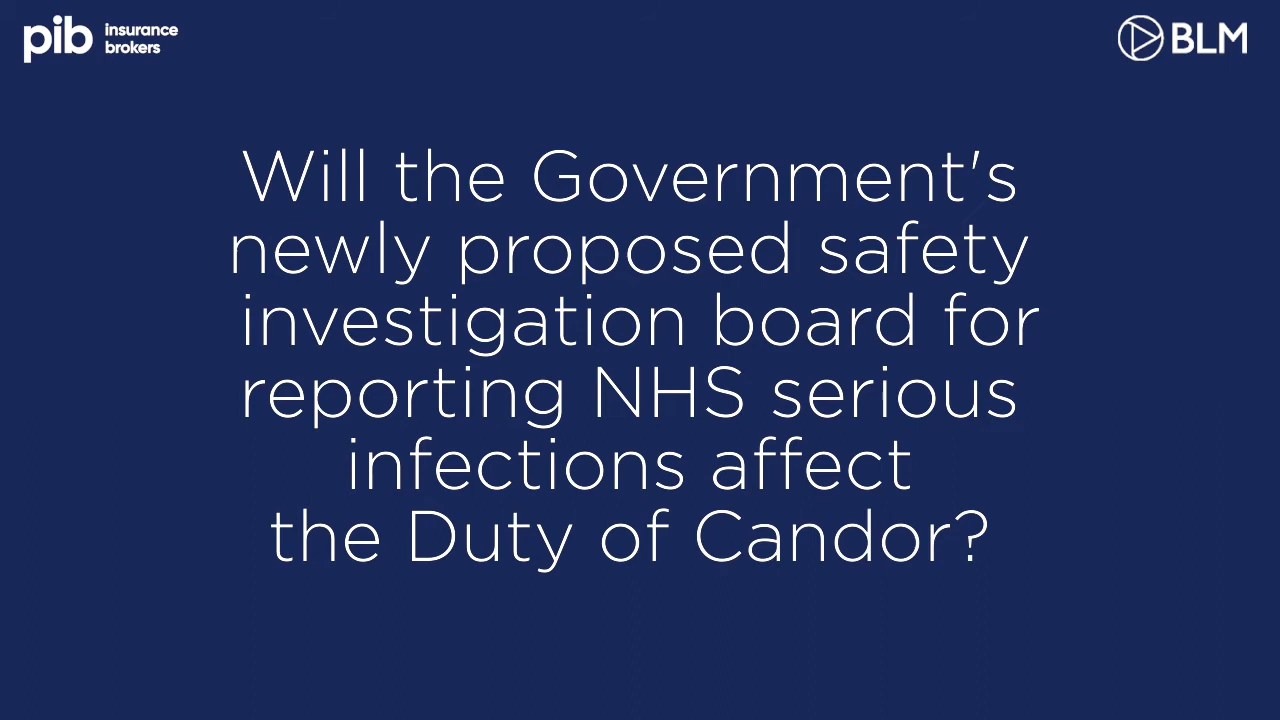 pib insurance
brokers
BLM
Will the Government's
newly proposed safety
investigation board for
reporting NHS serious
infections affect
the Duty of Candor?